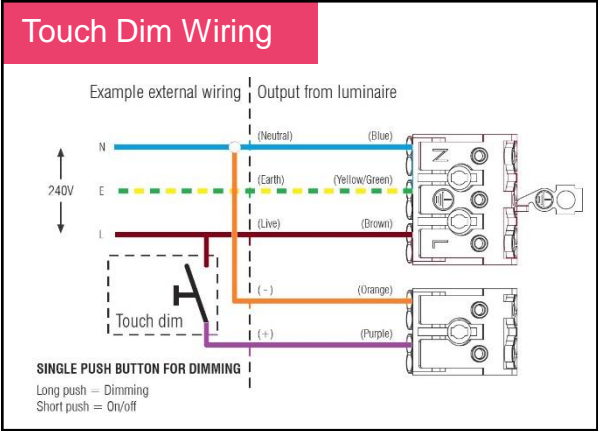 Touch Dim Wiring
Example external wiring
Output from luminaire
(Neutral)
(Blue)
N
N
240V
(Earth)
(Yellow/Green)
E
(Live)
(Brown)
L
L
(-)
(Orange)
Touch dim
(+)
(Purple)
SINGLE PUSH BUTTON FOR DIMMING
Long push = Dimming
Short push = On/off